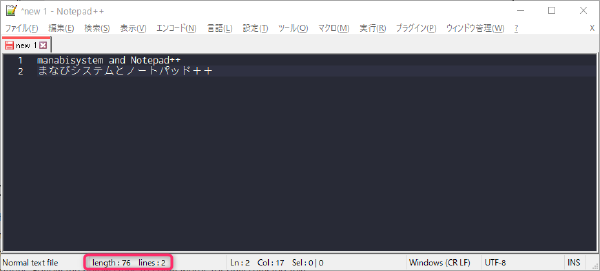 *new 1 - Notepad++
ファイル(F) 編集(E) 検索(S) 表示(V) エンコード(N) 言語(L) 設定(T) ツール(O) マクロ(M) 実行(R) プラグイン(P) ウィンドウ管理(W) ? X
new 1
1 manabisystem and Notepad++
2 まなびシステムとノートパッド++
Normal text file length : 76 lines : 2 Ln : 2 Col : 17 Sel : 0 | 0 Windows (CR LF) UTF-8 INS